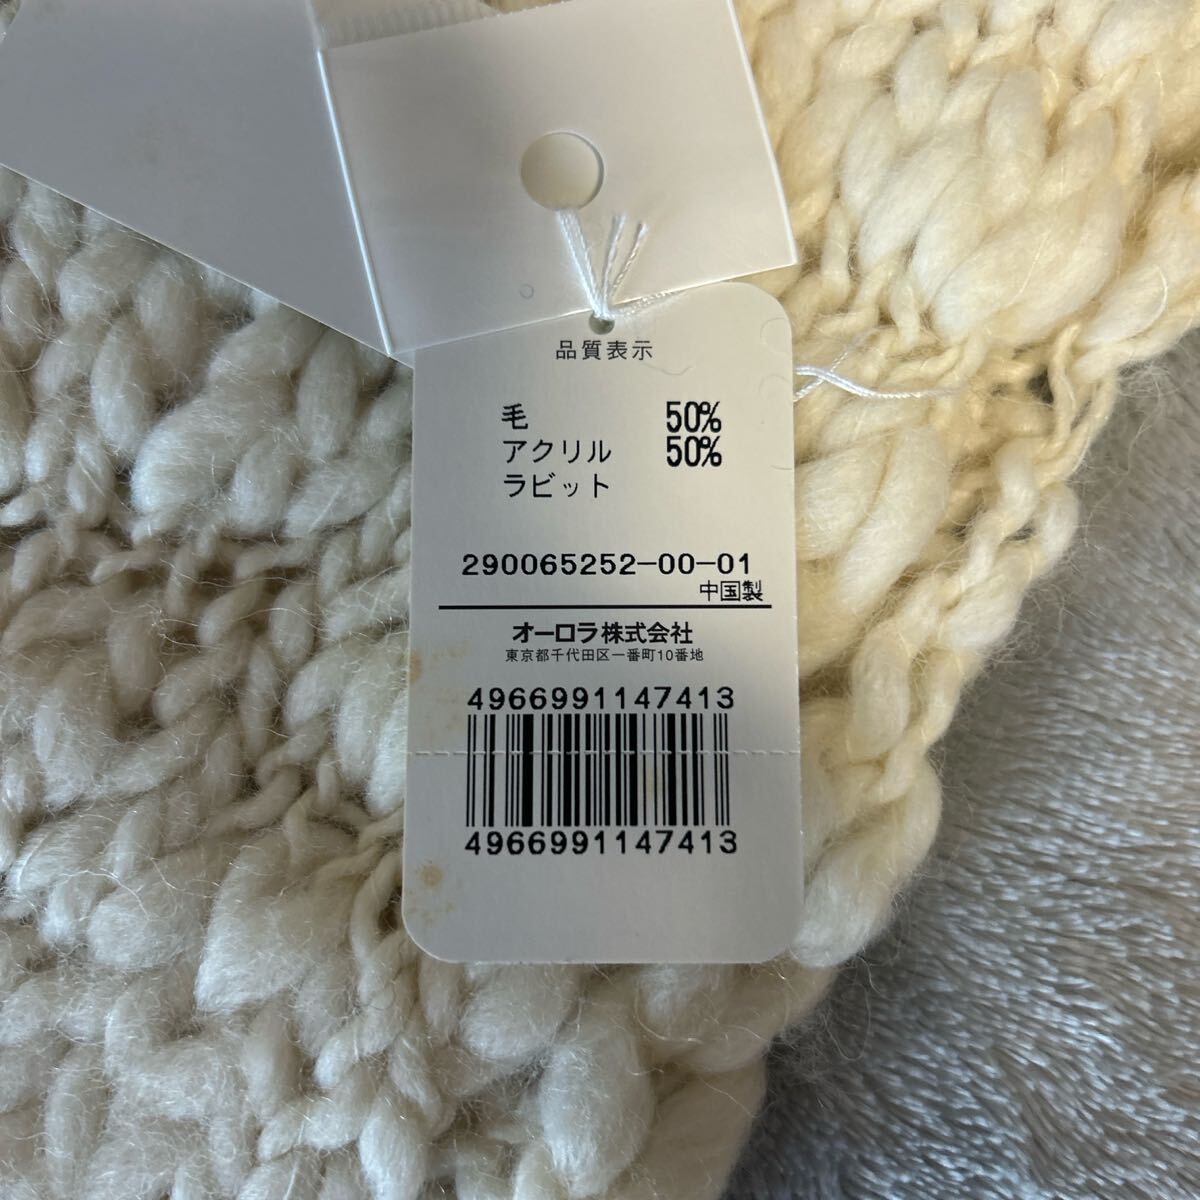 品質表示
毛 50%
アクリル 50%
ラビット
290065252-00-01
中国製
オーロラ株式会社
東京都千代田区一番町10番地
4966991147413
4966991147413